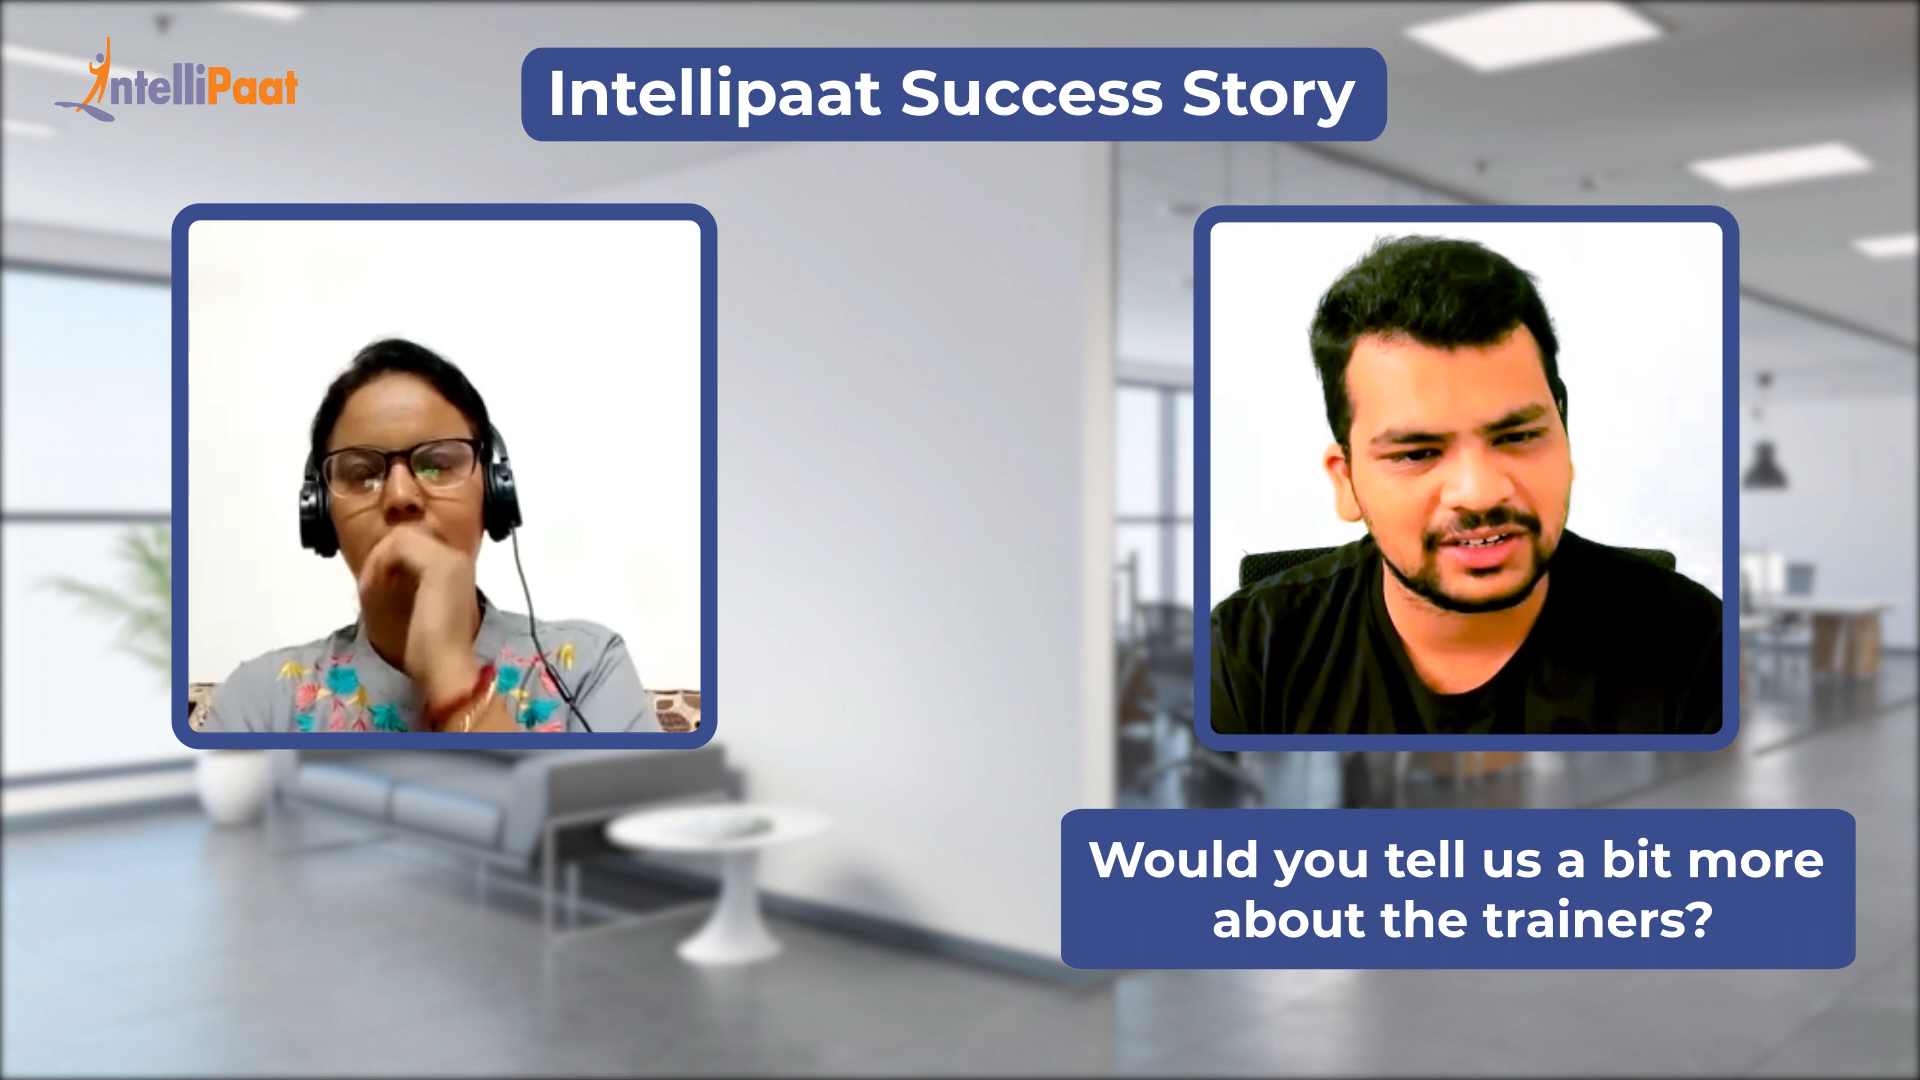 IntelliPaat
Intellipaat Success Story
Would you tell us a bit more
about the trainers?